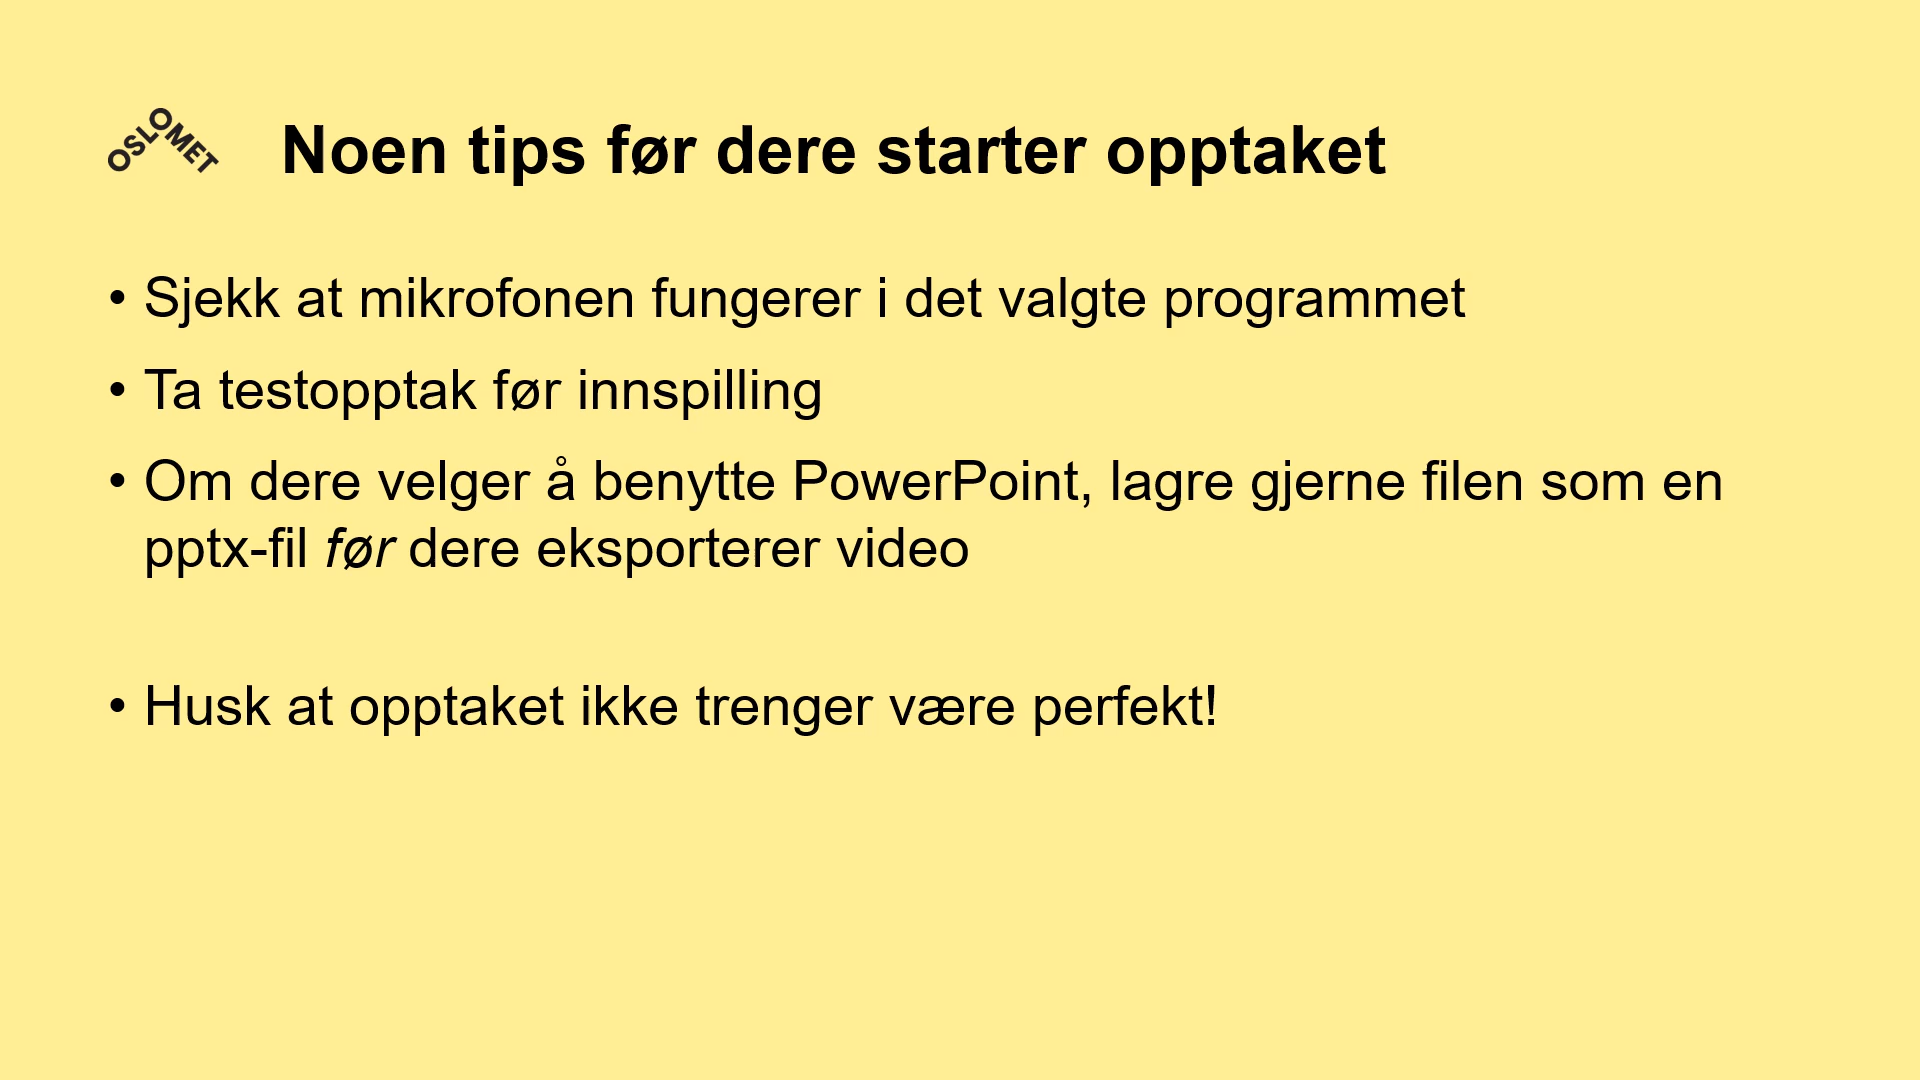 OSLOMET
Noen tips før dere starter opptaket
• Sjekk at mikrofonen fungerer i det valgte programmet
• Ta testopptak før innspilling
• Om dere velger å benytte PowerPoint, lagre gjerne filen som en
pptx-fil før dere eksporterer video
• Husk at opptaket ikke trenger være perfekt!